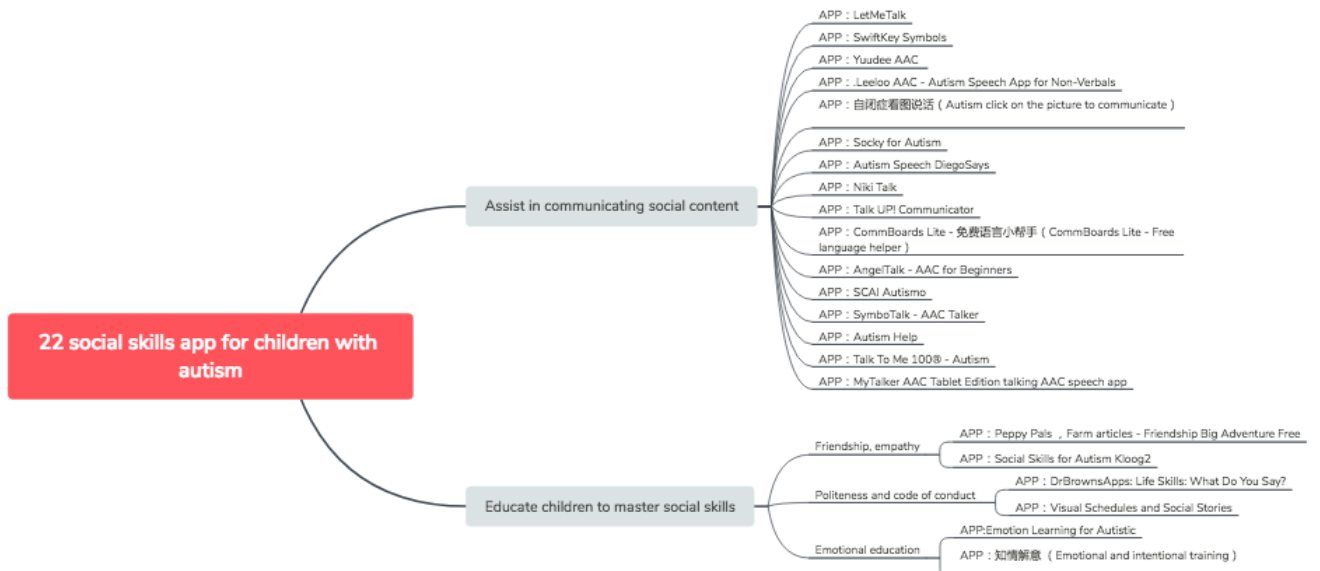 22 social skills app for children with
autism
Assist in communicating social content
APP：LetMeTalk
APP：SwiftKey Symbols
APP：Yuudee AAC
APP：.Leeloo AAC - Autism Speech App for Non-Verbals
APP：自闭症看图说话（Autism click on the picture to communicate）
APP：Socky for Autism
APP：Autism Speech DiegoSays
APP：Niki Talk
APP：Talk UP! Communicator
APP：CommBoards Lite - 免费语言小帮手（CommBoards Lite - Free
language helper）
APP：AngelTalk - AAC for Beginners
APP：SCAI Autismo
APP：SymboTalk - AAC Talker
APP：Autism Help
APP：Talk To Me 100® - Autism
APP：MyTalker AAC Tablet Edition talking AAC speech app
Educate children to master social skills
Friendship, empathy
APP：Peppy Pals ，Farm articles - Friendship Big Adventure Free
APP：Social Skills for Autism Kloog2
Politeness and code of conduct
APP：DrBrownsApps: Life Skills: What Do You Say?
APP：Visual Schedules and Social Stories
Emotional education
APP:Emotion Learning for Autistic
APP：知情解意 （Emotional and intentional training）